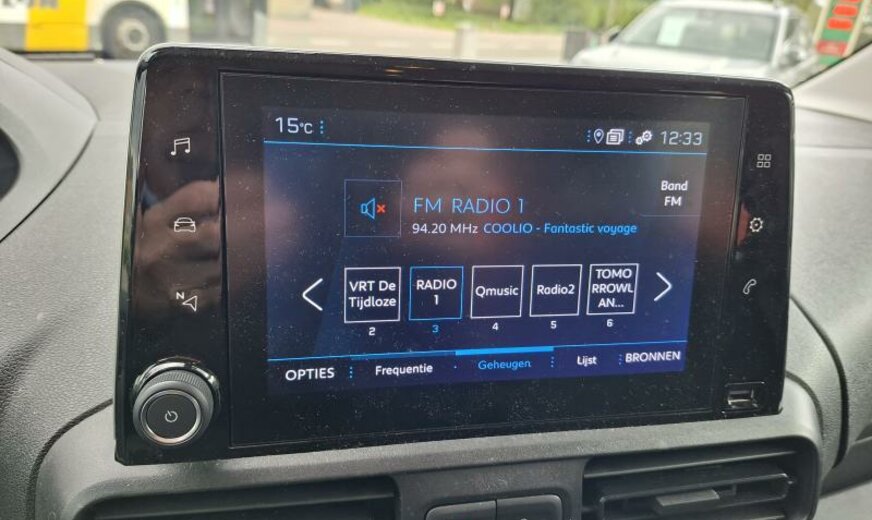 15°C
12:33
Band
FM
FM RADIO 1
94.20 MHz COOLIO - Fantastic voyage
VRT De
Tijdloze
RADIO
1
Qmusic
Radio2
TOMO
RROWL
AN...
2
3
4
5
6
OPTIES
Frequentie
Geheugen
Lijst
BRONNEN
N